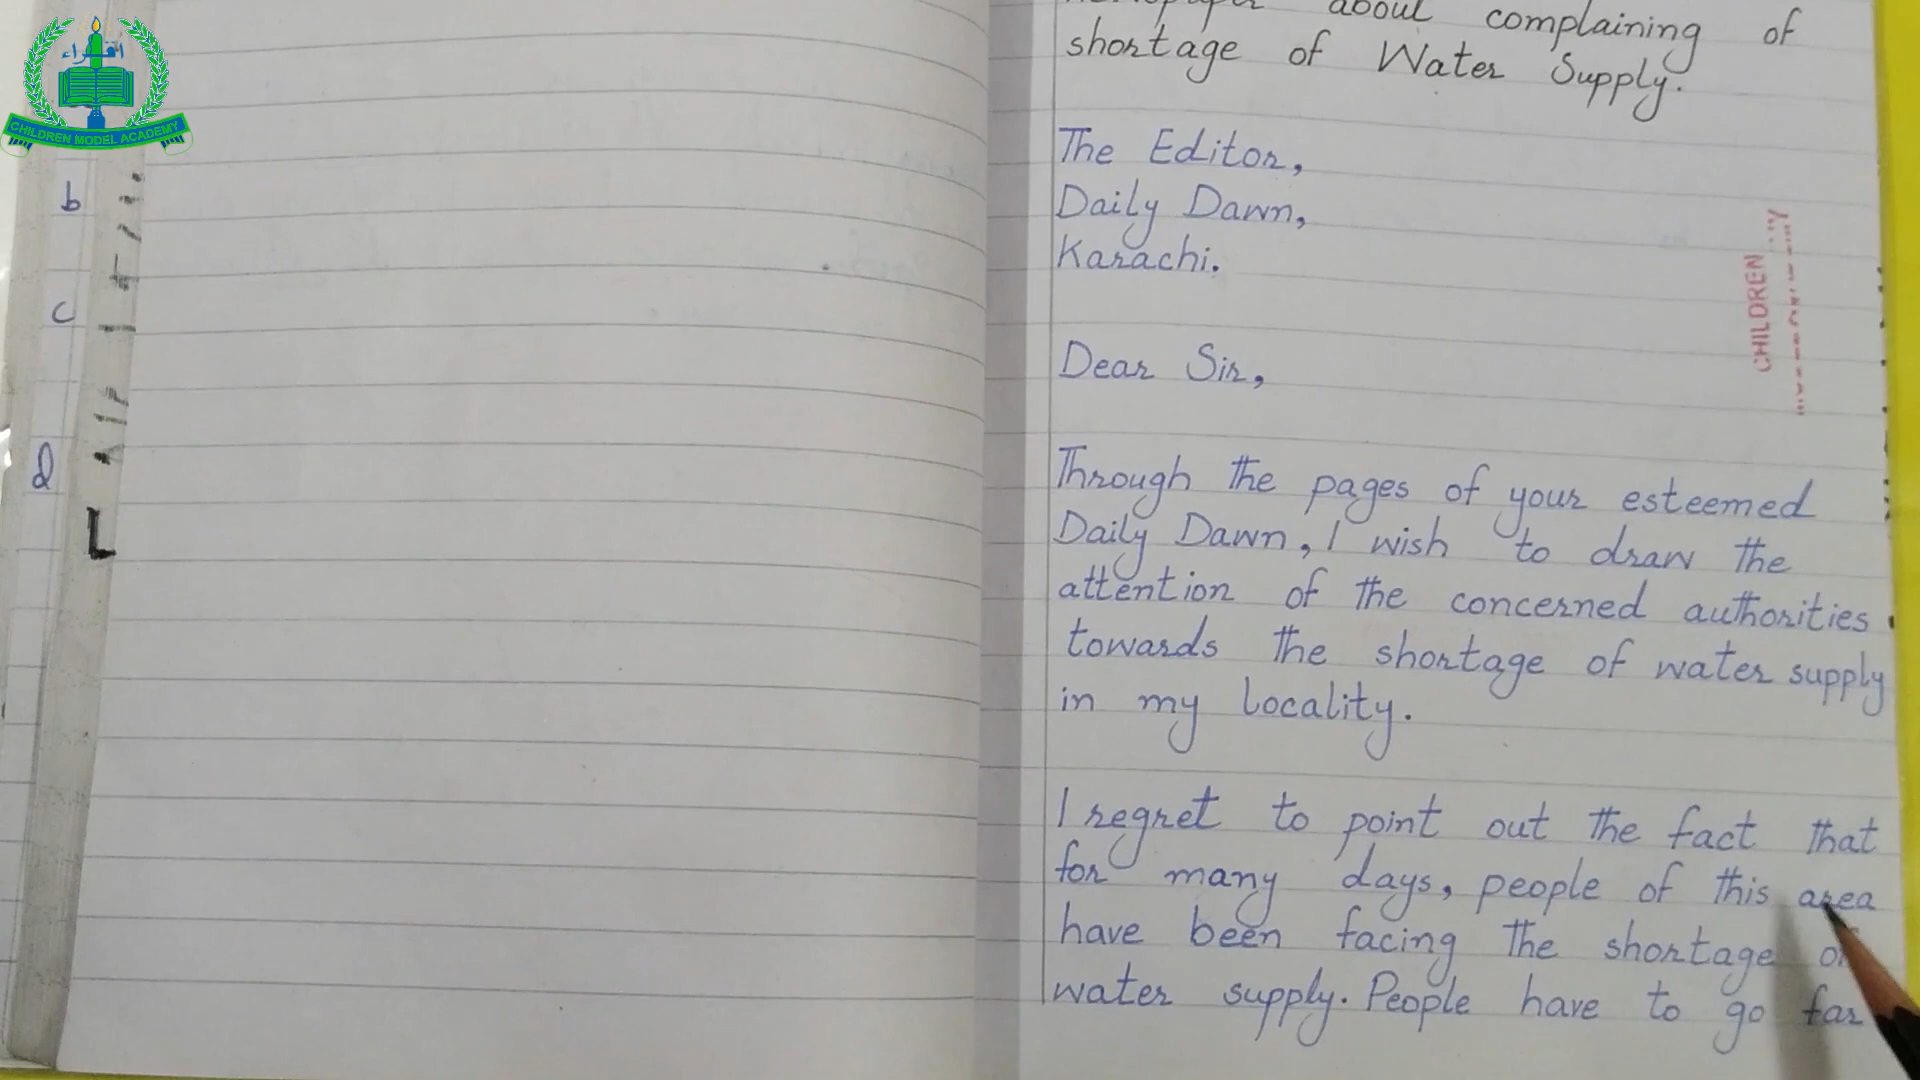 اقراء
CHILDREN MODEL ACADEMY
b
c
d
about complaining of
shortage of Water Supply.
The Editor,
Daily Dawn,
Karachi.
CHILDREN
Dear Sir,
Through the pages of your esteemed
Daily Dawn, I wish to draw the
attention of the concerned authorities
towards the shortage of water supply
in my locality.
I regret to point out the fact that
for many days, people of this area
have been facing the shortage of
water supply. People have to go far